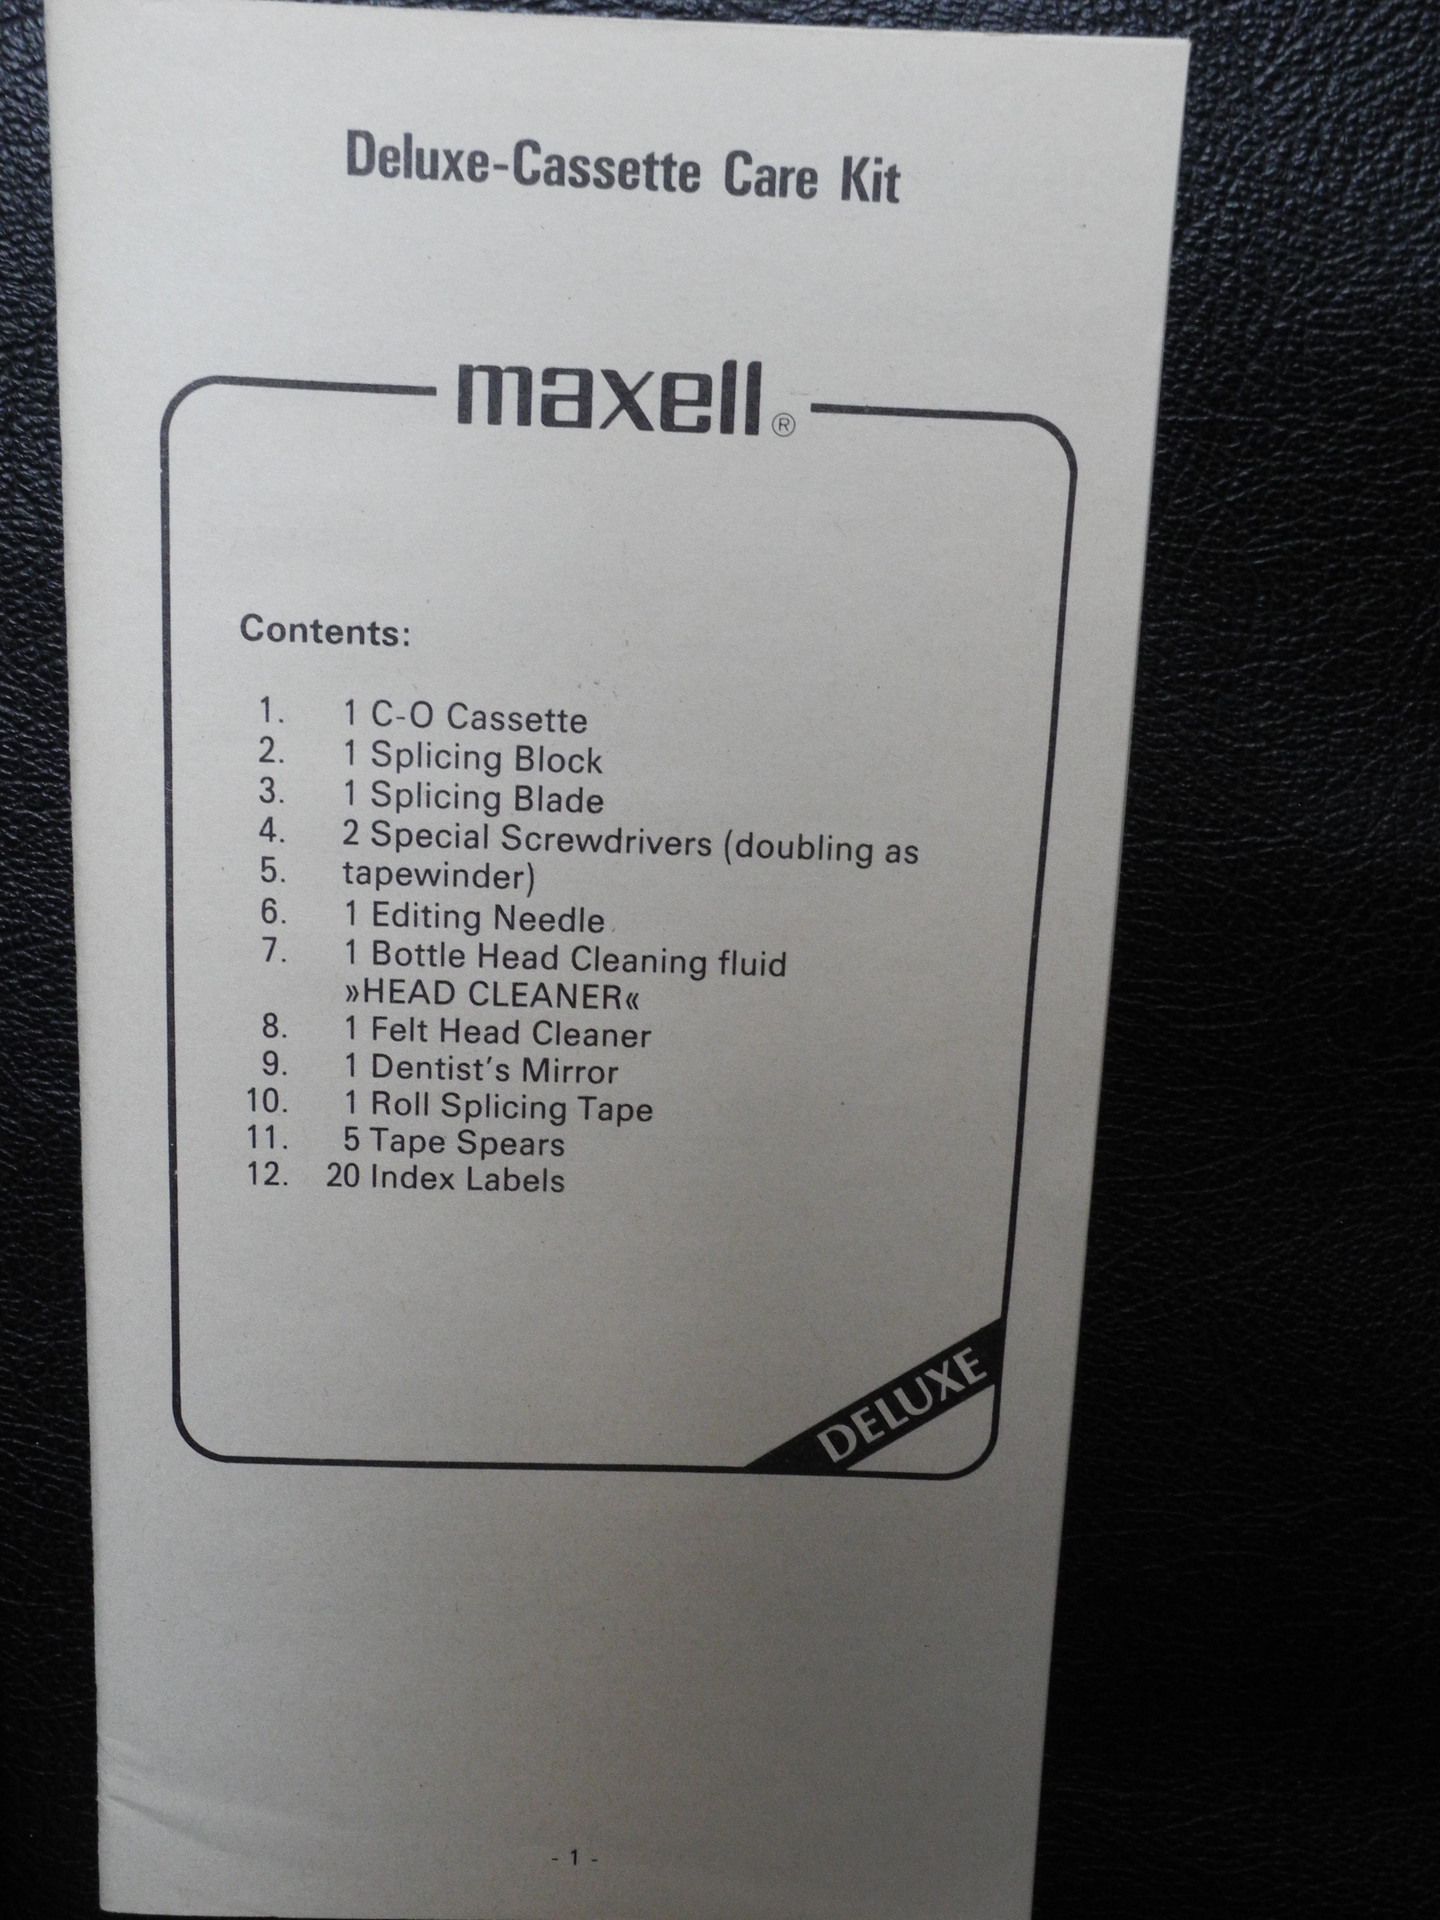 Deluxe-Cassette Care Kit
maxell®
Contents:
1. 1 C-O Cassette
2. 1 Splicing Block
3. 1 Splicing Blade
4. 2 Special Screwdrivers (doubling as
5. tapewinder)
6. 1 Editing Needle
7. 1 Bottle Head Cleaning fluid
»HEAD CLEANER«
8. 1 Felt Head Cleaner
9. 1 Dentist's Mirror
10. 1 Roll Splicing Tape
11. 5 Tape Spears
12. 20 Index Labels
DELUXE
- 1 -